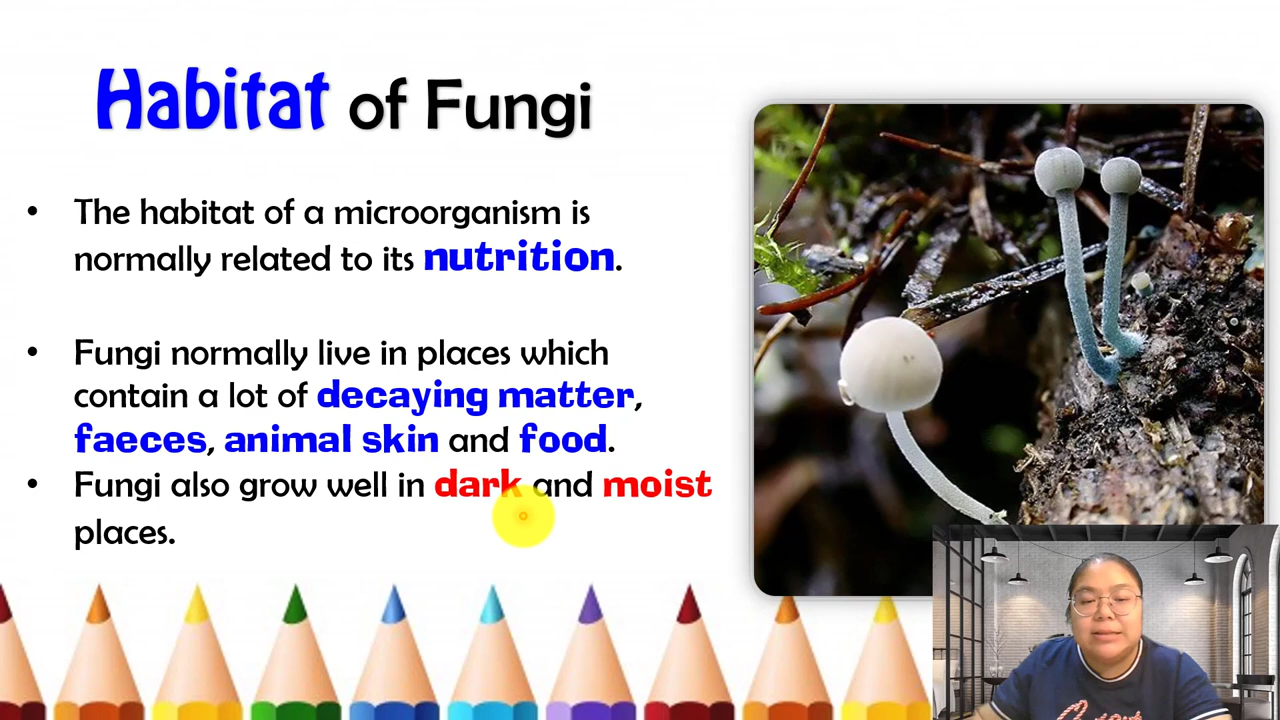 Habitat of Fungi
• The habitat of a microorganism is
normally related to its nutrition.
• Fungi normally live in places which
contain a lot of decaying matter,
faeces, animal skin and food.
• Fungi also grow well in dark and moist
places.